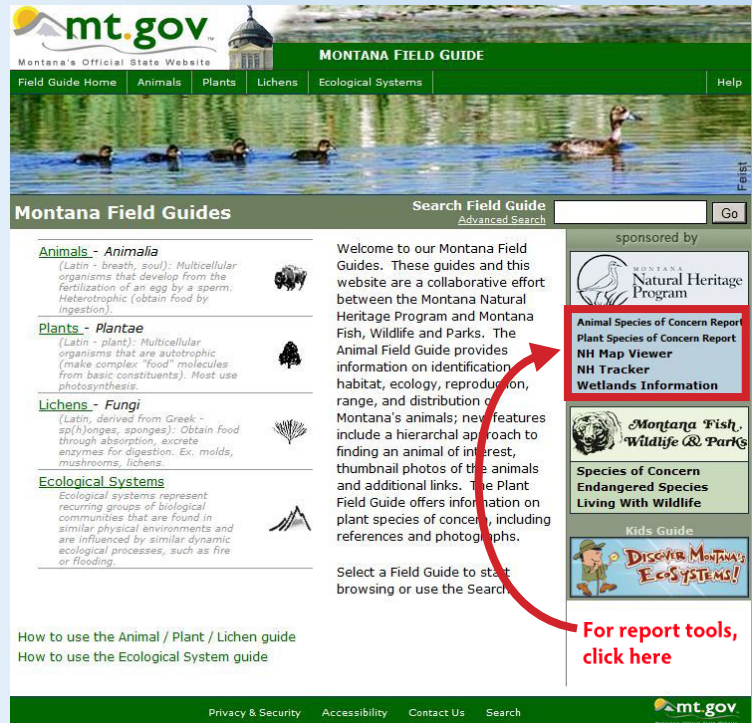 mt.gov
Montana's Official State Website
MONTANA FIELD GUIDE
Field Guide Home Animals Plants Lichens Ecological Systems Help
Feist
Montana Field Guides
Search Field Guide
Advanced Search
Go
Animals - Animalia
(Latin - breath, soul): Multicellular
organisms that develop from the
fertilization of an egg by a sperm.
Heterotrophic (obtain food by
ingestion).
Plants - Plantae
(Latin - plant): Multicellular
organisms that are autotrophic
(make complex "food" molecules
from basic constituents). Most use
photosynthesis.
Lichens - Fungi
(Latin, derived from Greek -
sp(h)onges, sponges): Obtain food
through absorption, excrete
enzymes for digestion. Ex. molds,
mushrooms, lichens.
Ecological Systems
Ecological systems represent
recurring groups of biological
communities that are found in
similar physical environments and
are influenced by similar dynamic
ecological processes, such as fire
or flooding.
How to use the Animal / Plant / Lichen guide
How to use the Ecological System guide
Welcome to our Montana Field
Guides. These guides and this
website are a collaborative effort
between the Montana Natural
Heritage Program and Montana
Fish, Wildlife and Parks. The
Animal Field Guide provides
information on identification,
habitat, ecology, reproduction,
range, and distribution of
Montana's animals; new features
include a hierarchal approach to
finding an animal of interest,
thumbnail photos of the animals
and additional links. The Plant
Field Guide offers information on
plant species of concern, including
references and photographs.
Select a Field Guide to start
browsing or use the Search
sponsored by
MONTANA
Natural Heritage
Program
Animal Species of Concern Report
Plant Species of Concern Report
NH Map Viewer
NH Tracker
Wetlands Information
Montana Fish,
Wildlife & Parks
Species of Concern
Endangered Species
Living With Wildlife
Kids Guide
DISCOVER MONTANA'S
ECOSYSTEMS!
For report tools,
click here
Privacy & Security Accessibility Contact Us Search
mt.gov